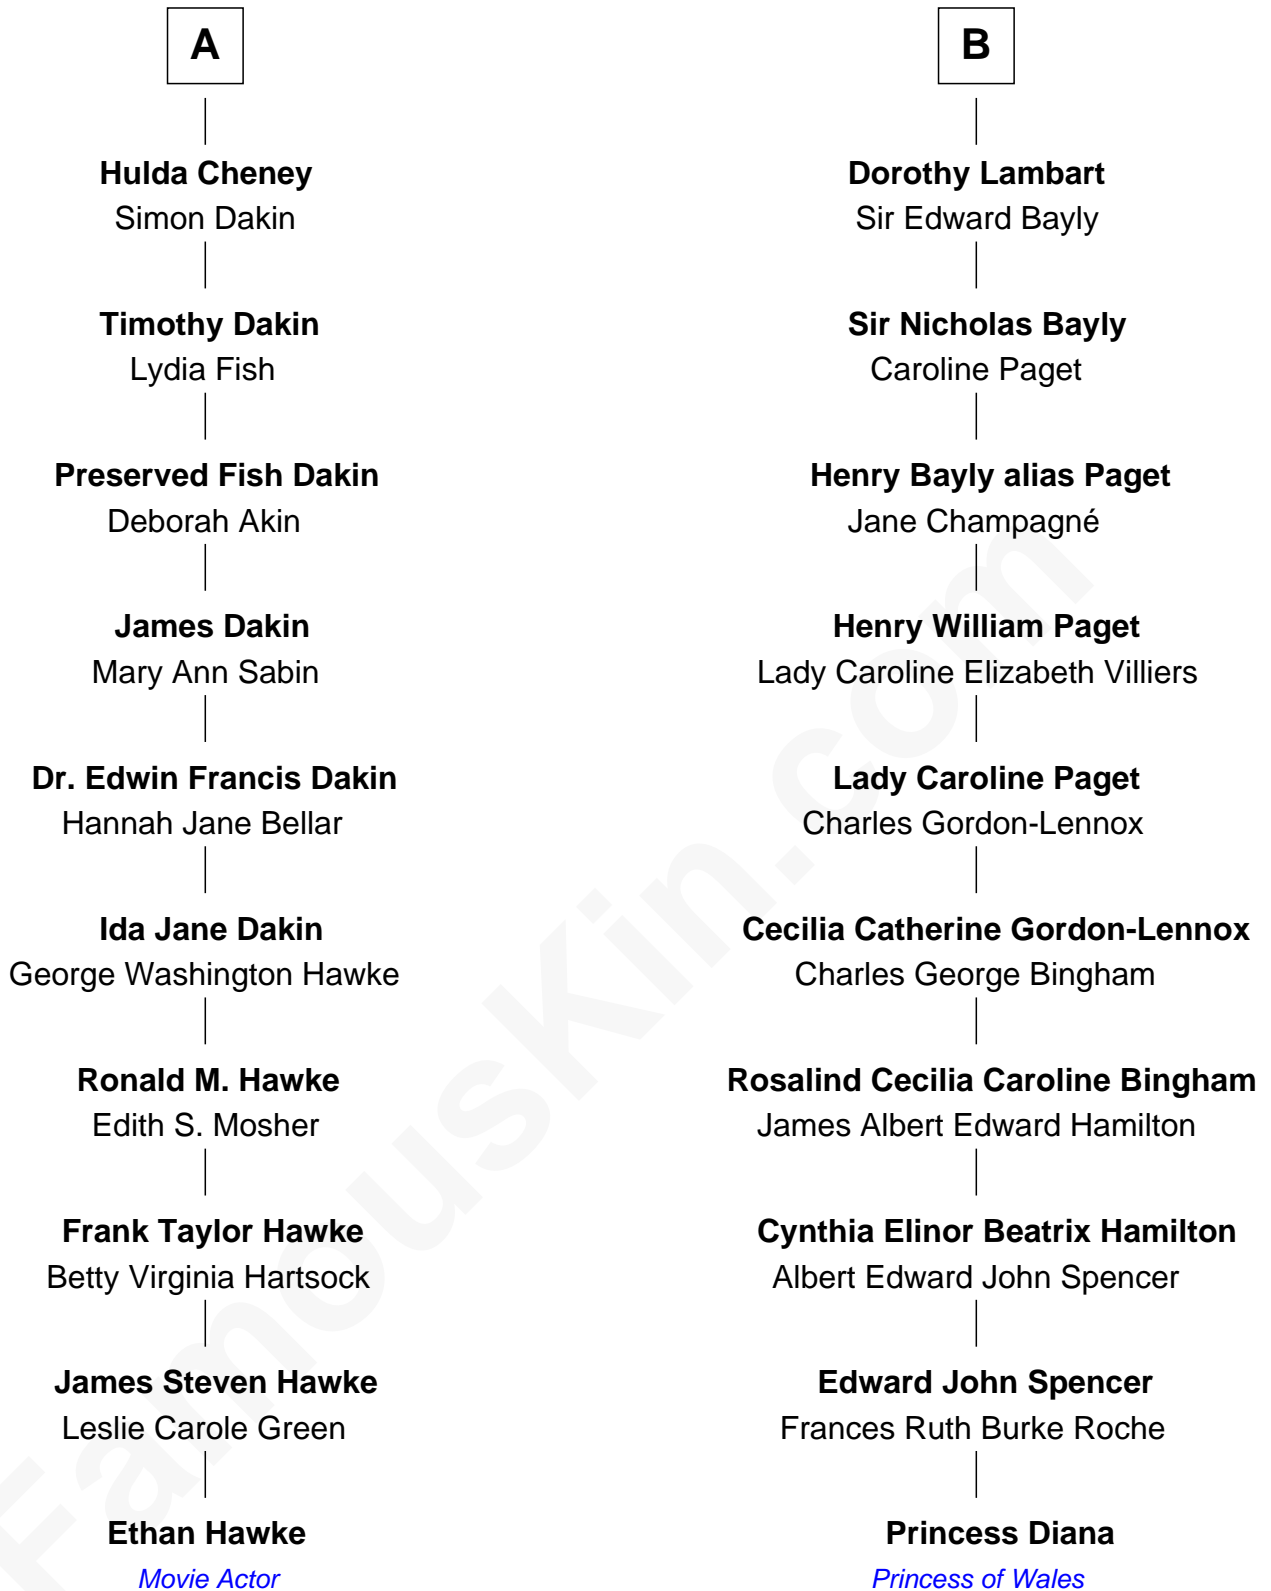 A
Hulda Cheney
Simon Dakin
Timothy Dakin
Lydia Fish
Preserved Fish Dakin
Deborah Akin
James Dakin
Mary Ann Sabin
Dr. Edwin Francis Dakin
Hannah Jane Bellar
Ida Jane Dakin
George Washington Hawke
Ronald M. Hawke
Edith S. Mosher
Frank Taylor Hawke
Betty Virginia Hartsock
James Steven Hawke
Leslie Carole Green
Ethan Hawke
Movie Actor
B
Dorothy Lambart
Sir Edward Bayly
Sir Nicholas Bayly
Caroline Paget
Henry Bayly alias Paget
Jane Champagné
Henry William Paget
Lady Caroline Elizabeth Villiers
Lady Caroline Paget
Charles Gordon-Lennox
Cecilia Catherine Gordon-Lennox
Charles George Bingham
Rosalind Cecilia Caroline Bingham
James Albert Edward Hamilton
Cynthia Elinor Beatrix Hamilton
Albert Edward John Spencer
Edward John Spencer
Frances Ruth Burke Roche
Princess Diana
Princess of Wales
FamousKin.com